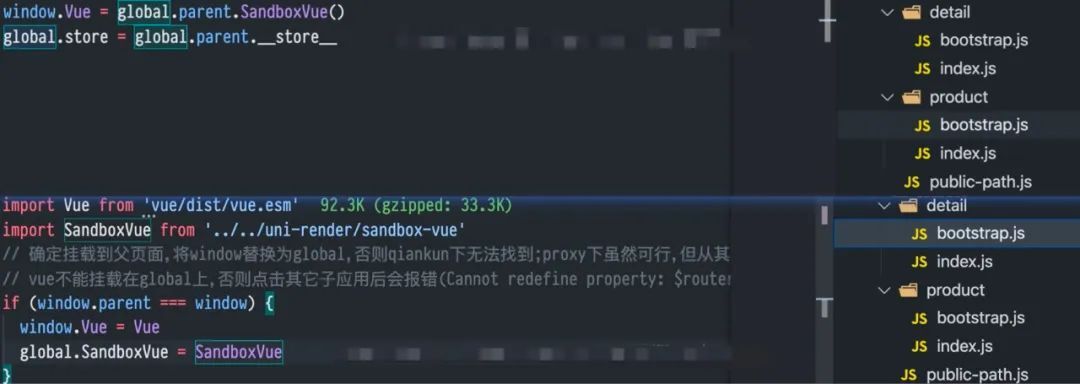 window.Vue = global.parent.SandboxVue()
global.store = global.parent.__store__
import Vue from 'vue/dist/vue.esm' 92.3K (gzipped: 33.3K)
import SandboxVue from '../../uni-render/sandbox-vue'
// 确定挂载到父页面,将window替换为global,否则qiankun下无法找到;proxy下虽然可行,但从其
// vue不能挂载在global上,否则点击其它子应用后会报错(Cannot redefine property: $router
if (window.parent === window) {
window.Vue = Vue
global.SandboxVue = SandboxVue
}
detail
JS bootstrap.js
JS index.js
product
JS bootstrap.js
JS index.js
JS public-path.js
detail
JS bootstrap.js
JS index.js
product
JS bootstrap.js
JS index.js
JS public-path.js